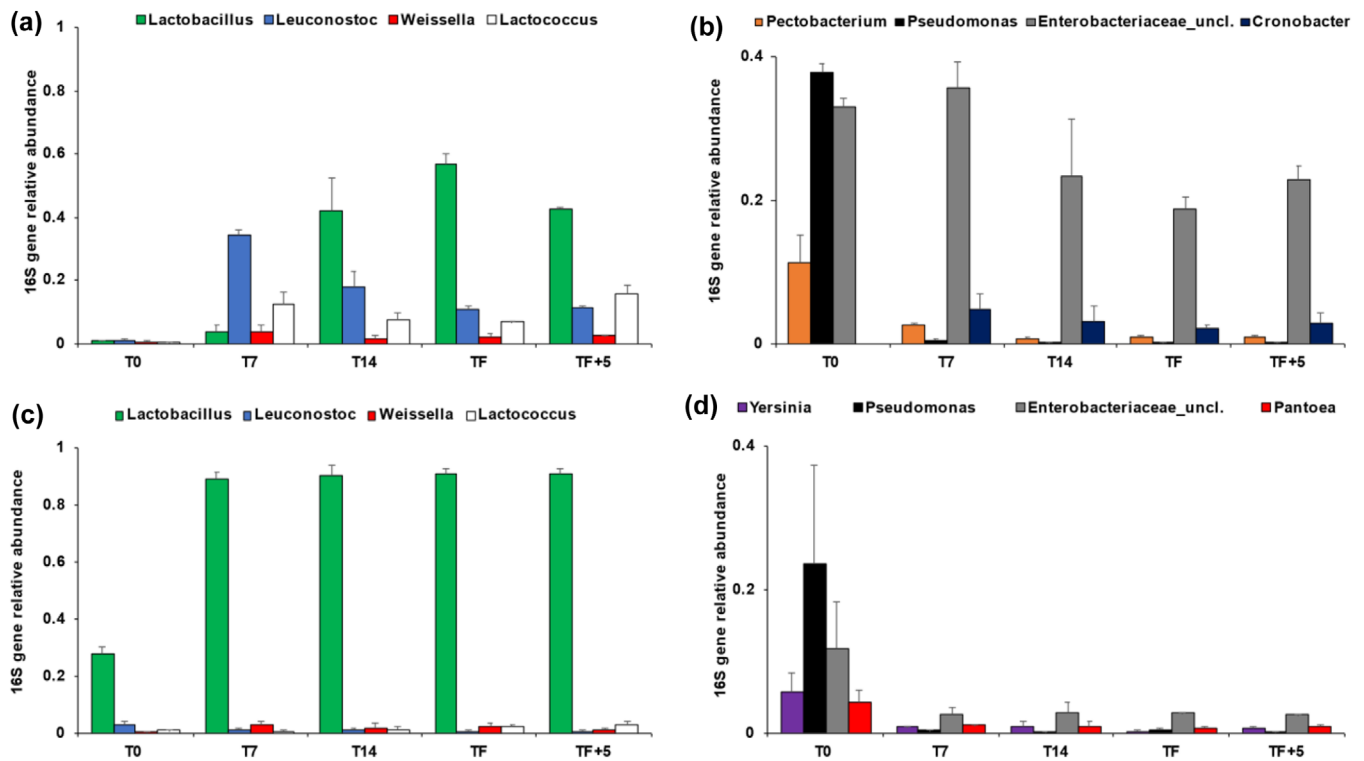 (a)
Lactobacillus Leuconostoc Weissella Lactococcus
16S gene relative abundance
1
0.8
0.6
0.4
0.2
0
T0 T7 T14 TF TF+5
(b)
Pectobacterium Pseudomonas Enterobacteriaceae_uncl. Cronobacter
16S gene relative abundance
0.4
0.2
0
T0 T7 T14 TF TF+5
(c)
Lactobacillus Leuconostoc Weissella Lactococcus
16S gene relative abundance
1
0.8
0.6
0.4
0.2
0
T0 T7 T14 TF TF+5
(d)
Yersinia Pseudomonas Enterobacteriaceae_uncl. Pantoea
16S gene relative abundance
0.4
0.2
0
T0 T7 T14 TF TF+5